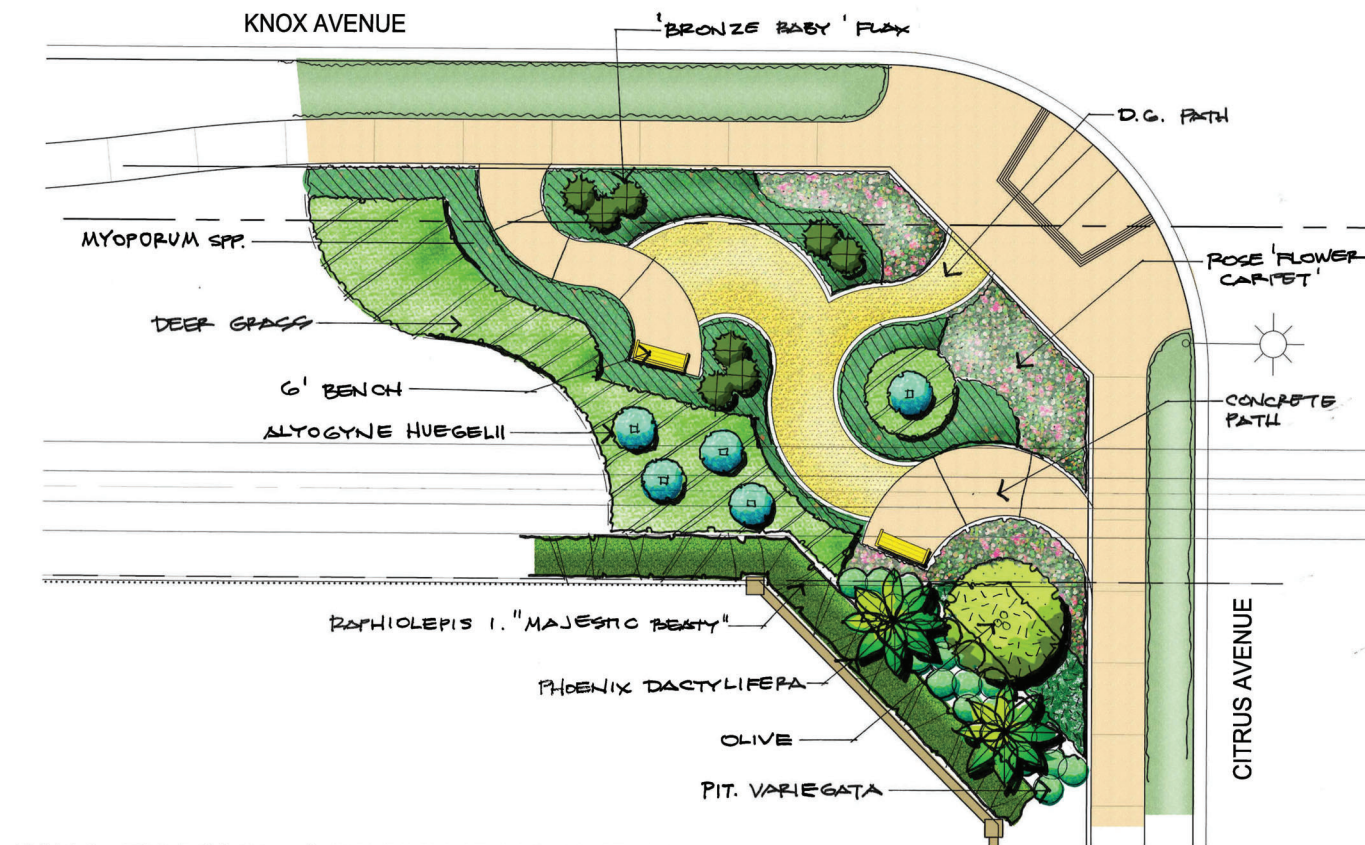 KNOX AVENUE
'BRONZE BABY' FLAX
D.G. PATH
MYOPORUM SPP.
ROSE 'FLOWER
CARPET'
DEER GRASS
6' BENCH
CONCRETE
PATH
ALYOGYNE HUEGELII
RAPHIOLEPIS I. "MAJESTIC BEATY"
PHOENIX DACTYLIFERA
OLIVE
PIT. VARIEGATA
CITRUS AVENUE